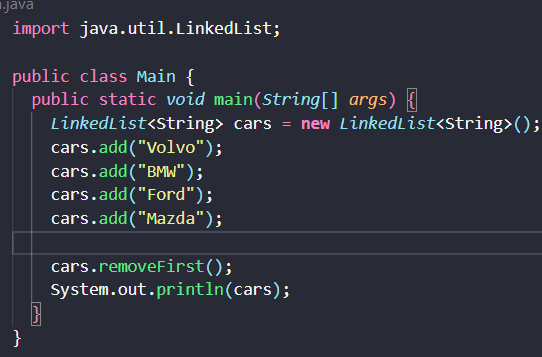 .java
import java.util.LinkedList;
public class Main {
public static void main(String[] args) {
LinkedList<String> cars = new LinkedList<String>();
cars.add("Volvo");
cars.add("BMW");
cars.add("Ford");
cars.add("Mazda");
cars.removeFirst();
System.out.println(cars);
}
}